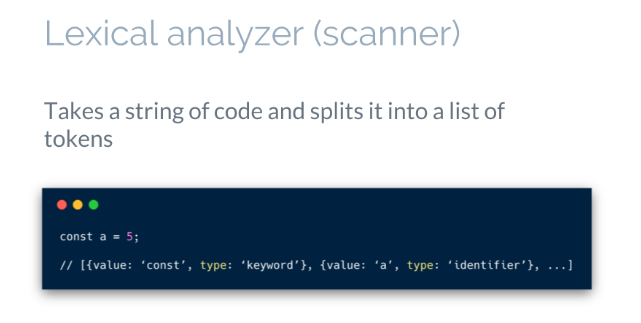 Lexical analyzer (scanner)
Takes a string of code and splits it into a list of
tokens
const a = 5;
// [{value: ‘const’, type: ‘keyword’}, {value: ‘a’, type: ‘identifier’}, ...]